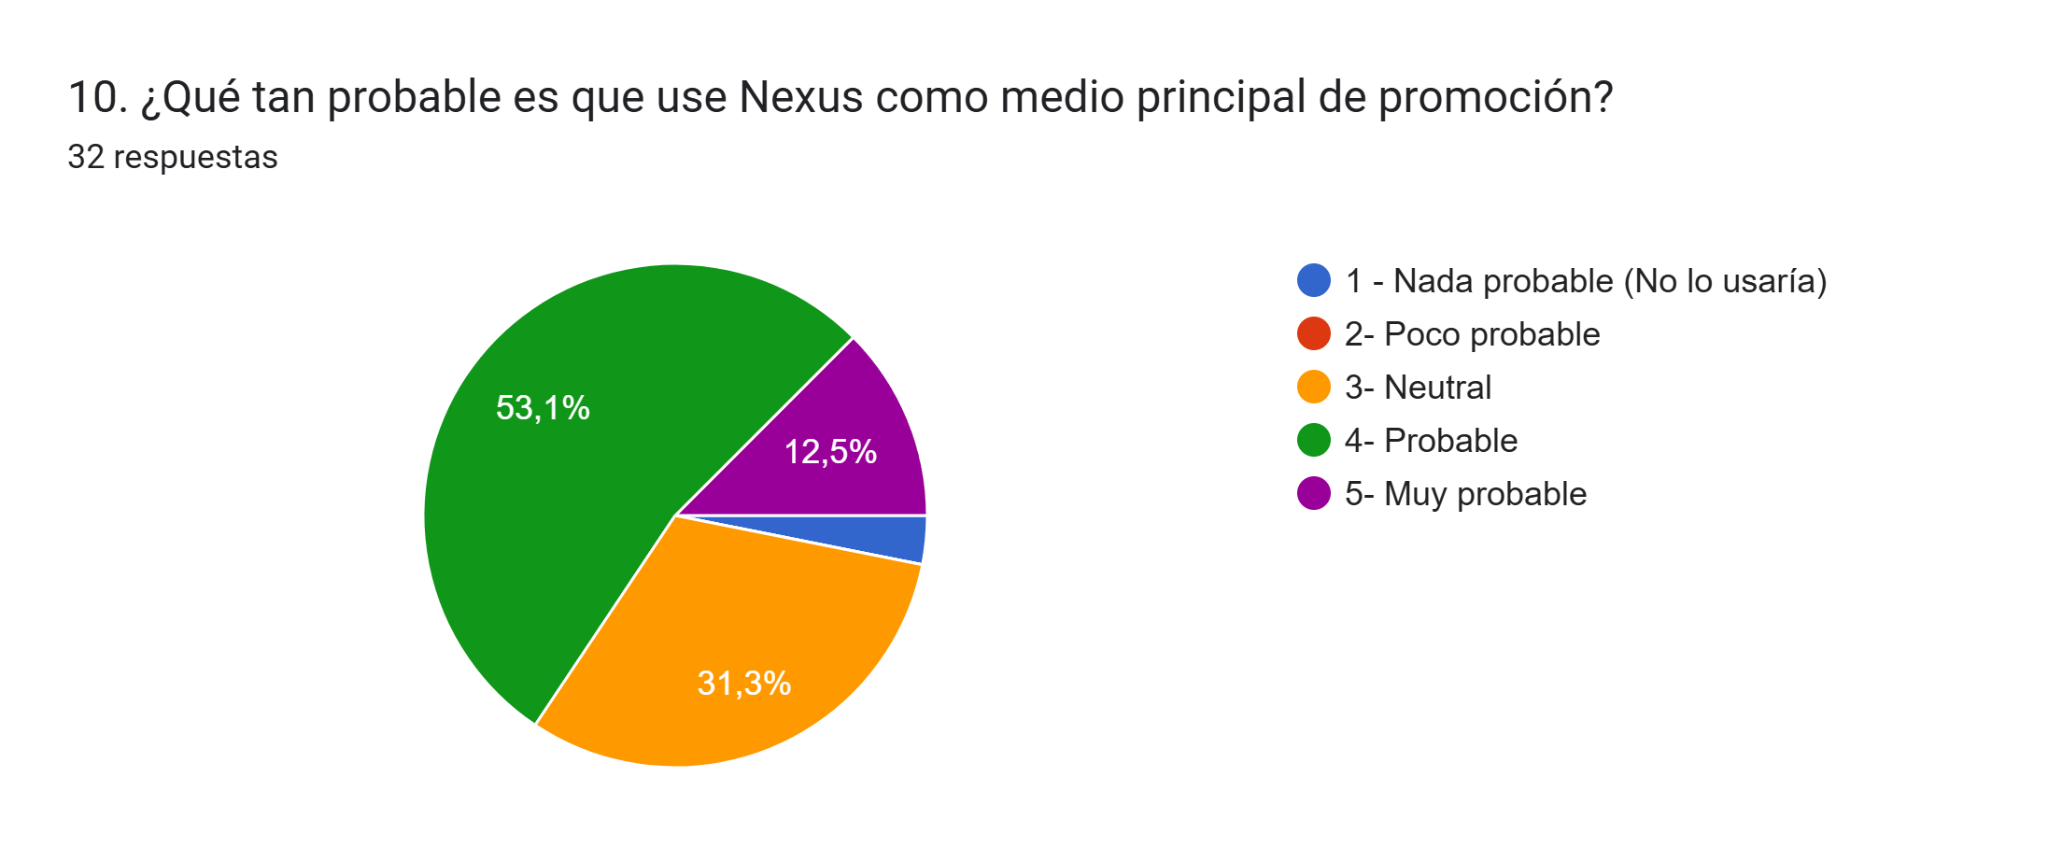 10. ¿Qué tan probable es que use Nexus como medio principal de promoción?
32 respuestas
53,1%
12,5%
31,3%
1 - Nada probable (No lo usaría)
2- Poco probable
3- Neutral
4- Probable
5- Muy probable